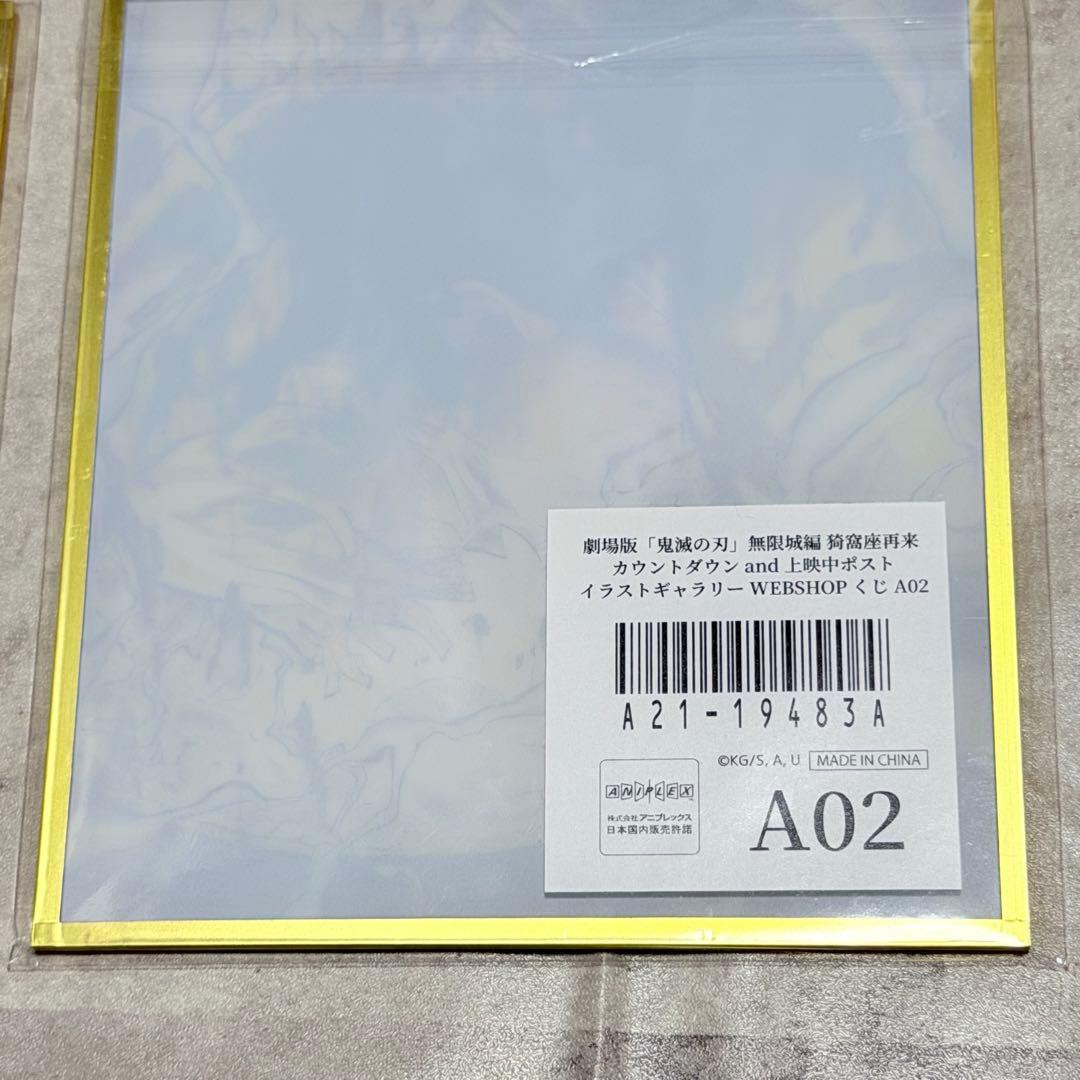 劇場版「鬼滅の刃」無限城編 猗窩座再来
カウントダウン and 上映中ポスト
イラストギャラリー WEBSHOP くじ A02
A21-19483A
©KG/S, A, U MADE IN CHINA
ANIPLEX
株式会社アニプレックス
日本国内販売許諾
A02